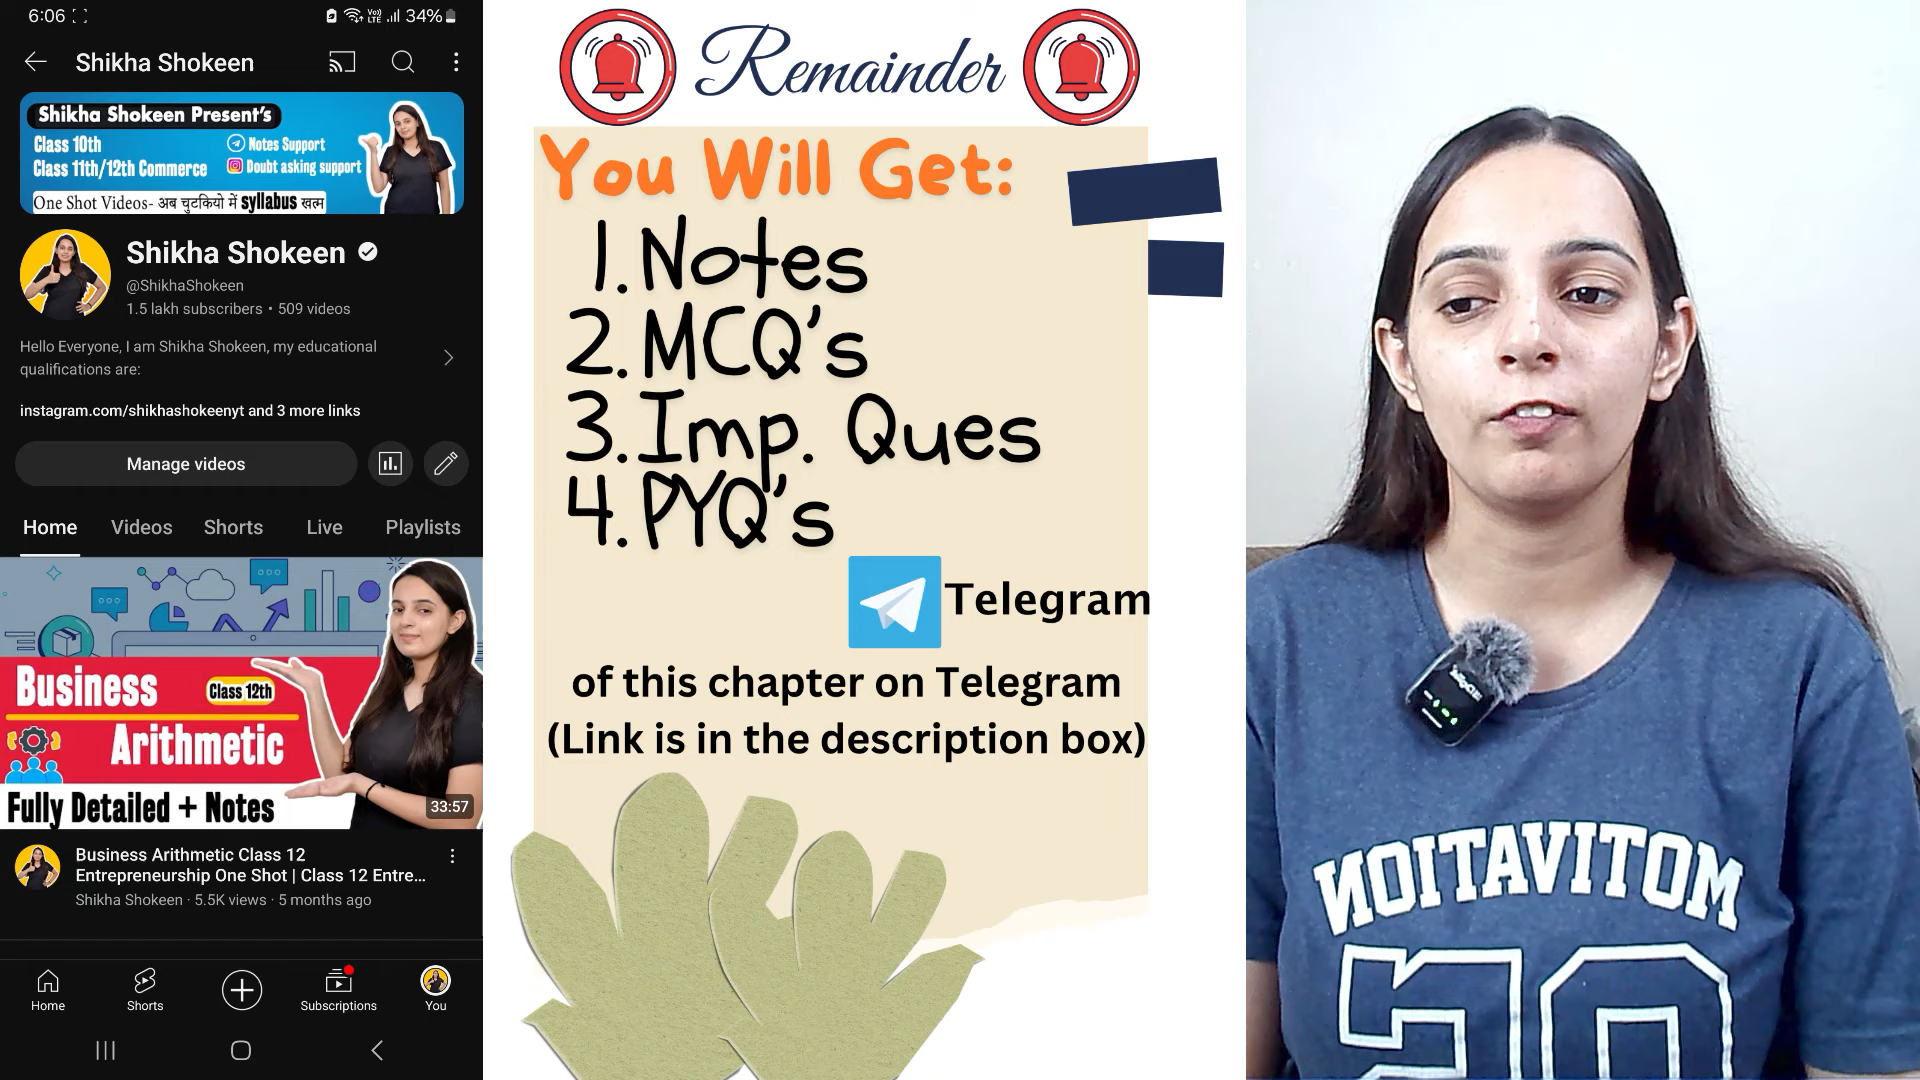 6:06
Vo)) LTE
34%
Shikha Shokeen
Shikha Shokeen Present's
Class 10th
Class 11th/12th Commerce
Notes Support
Doubt asking support
One Shot Videos- अब चुटकियो में syllabus खत्म
Shikha Shokeen
@ShikhaShokeen
1.5 lakh subscribers • 509 videos
Hello Everyone, I am Shikha Shokeen, my educational
qualifications are:
instagram.com/shikhashokeenyt and 3 more links
Manage videos
Home Videos Shorts Live Playlists
Business
Class 12th
Arithmetic
Fully Detailed + Notes
33:57
Business Arithmetic Class 12
Entrepreneurship One Shot | Class 12 Entre...
Shikha Shokeen · 5.5K views · 5 months ago
Home Shorts Subscriptions You
Remainder
You Will Get:
1. Notes
2. MCQ's
3. Imp. Ques
4. PYQ's
Telegram
of this chapter on Telegram
(Link is in the description box)
MOTIVATION